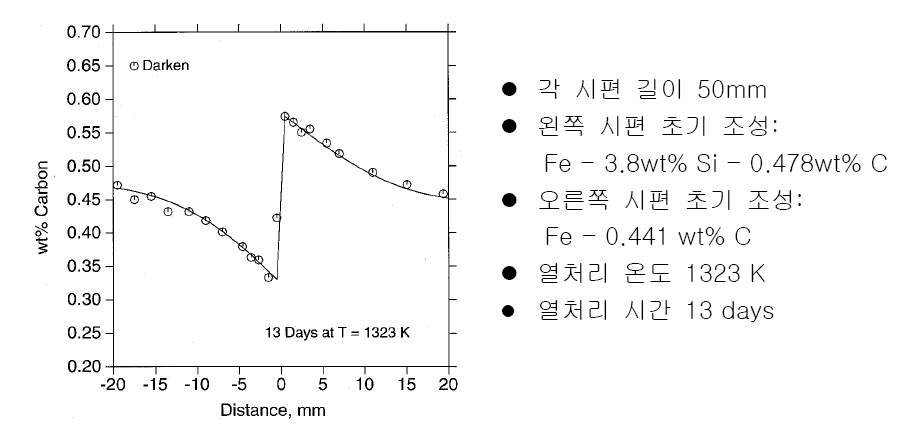 0.70
0.65
0.60
0.55
0.50
0.45
0.40
0.35
0.30
0.25
0.20
wt% Carbon
Darken
13 Days at T = 1323 K
-20 -15 -10 -5 0 5 10 15 20
Distance, mm
● 각 시편 길이 50mm
● 왼쪽 시편 초기 조성:
Fe - 3.8wt% Si - 0.478wt% C
● 오른쪽 시편 초기 조성:
Fe - 0.441 wt% C
● 열처리 온도 1323 K
● 열처리 시간 13 days